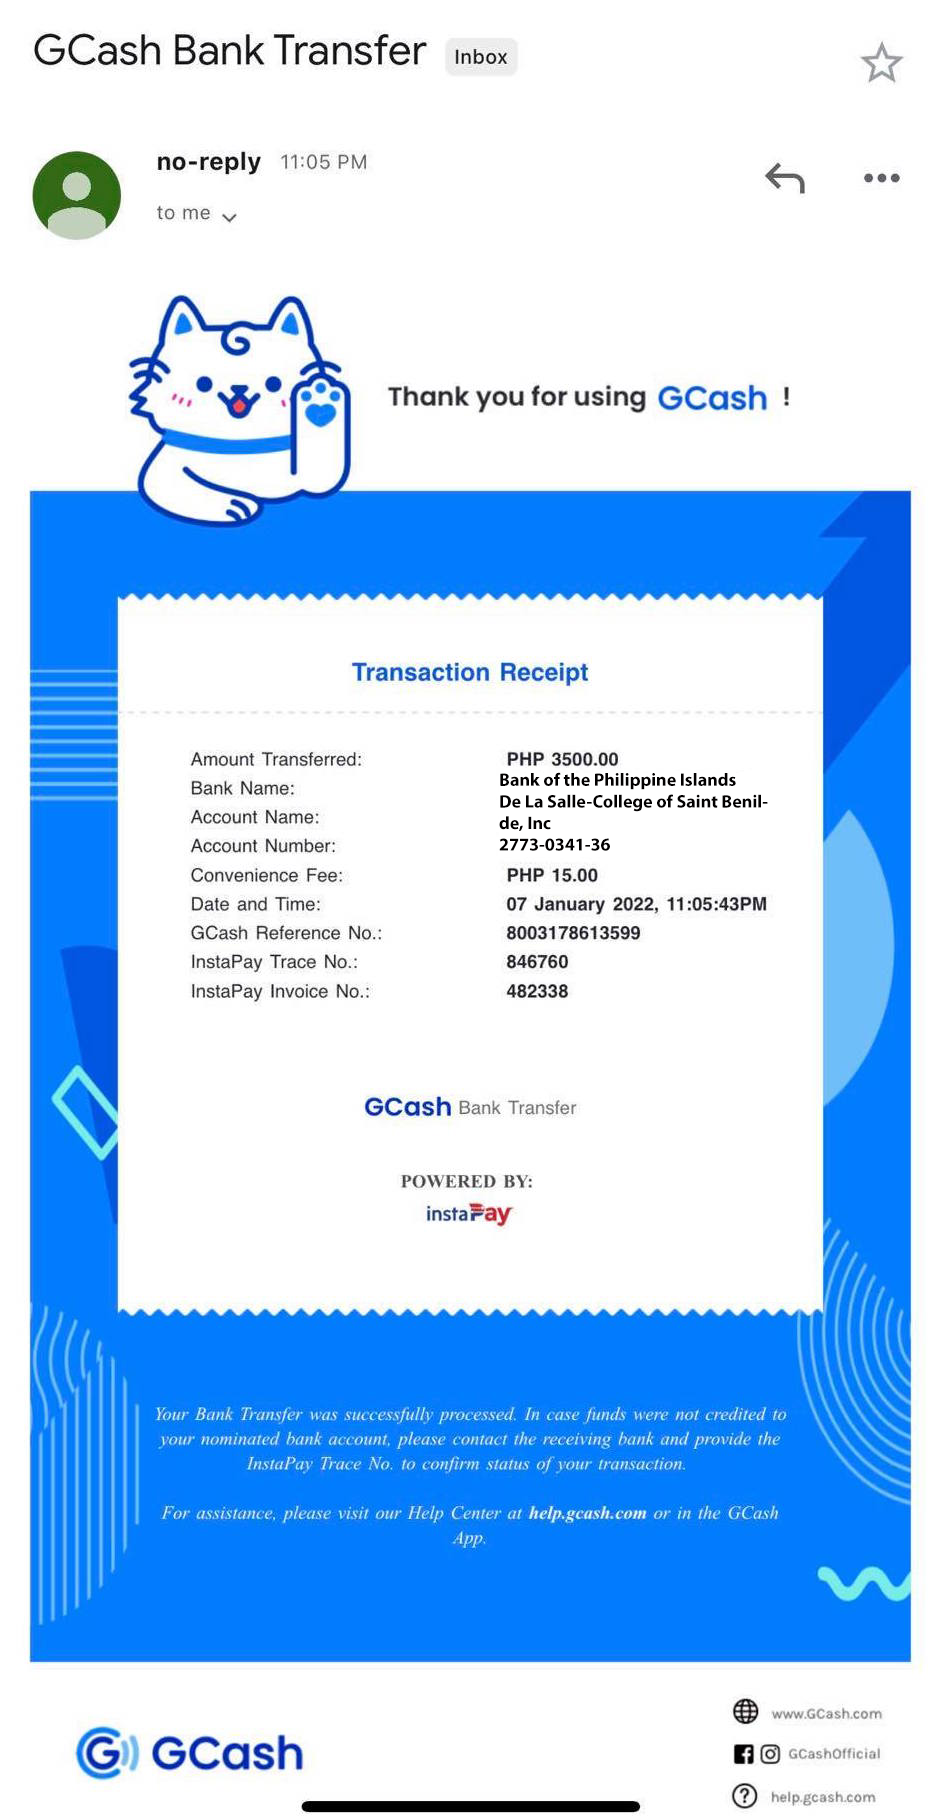 GCash Bank Transfer Inbox
no-reply 11:05 PM
to me
Thank you for using GCash !
Transaction Receipt
Amount Transferred: PHP 3500.00
Bank Name: Bank of the Philippine Islands
Account Name: De La Salle-College of Saint Benil-
de, Inc
Account Number: 2773-0341-36
Convenience Fee: PHP 15.00
Date and Time: 07 January 2022, 11:05:43PM
GCash Reference No.: 8003178613599
InstaPay Trace No.: 846760
InstaPay Invoice No.: 482338
GCash Bank Transfer
POWERED BY:
instaPay
Your Bank Transfer was successfully processed. In case funds were not credited to
your nominated bank account, please contact the receiving bank and provide the
InstaPay Trace No. to confirm status of your transaction.
For assistance, please visit our Help Center at help.gcash.com or in the GCash
App.
GCash
www.GCash.com
GCashOfficial
help.gcash.com